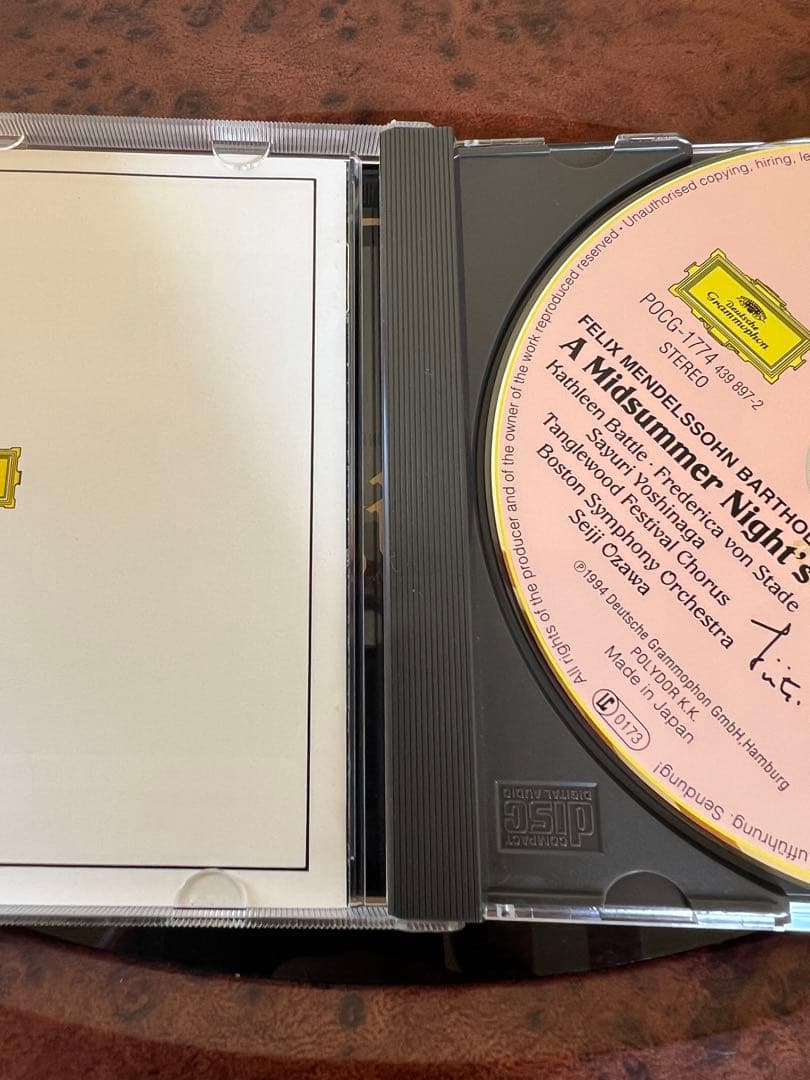 Unauthorised copying, hiring,
All rights of the producer and of the owner of the work reproduced reserved ·
Deutsche
Grammophon
POCG-1774 439 897-2
STEREO
FELIX MENDELSSOHN BARTHOL
A Midsummer Night's
Kathleen Battle · Frederica von Stade
Sayuri Yoshinaga
Tanglewood Festival Chorus
Boston Symphony Orchestra
Seiji Ozawa
℗1994 Deutsche Grammophon GmbH, Hamburg
POLYDOR K.K.
Made in Japan
LC 0173
ufführung, Sendung!
COMPACT
disc
DIGITAL AUDIO